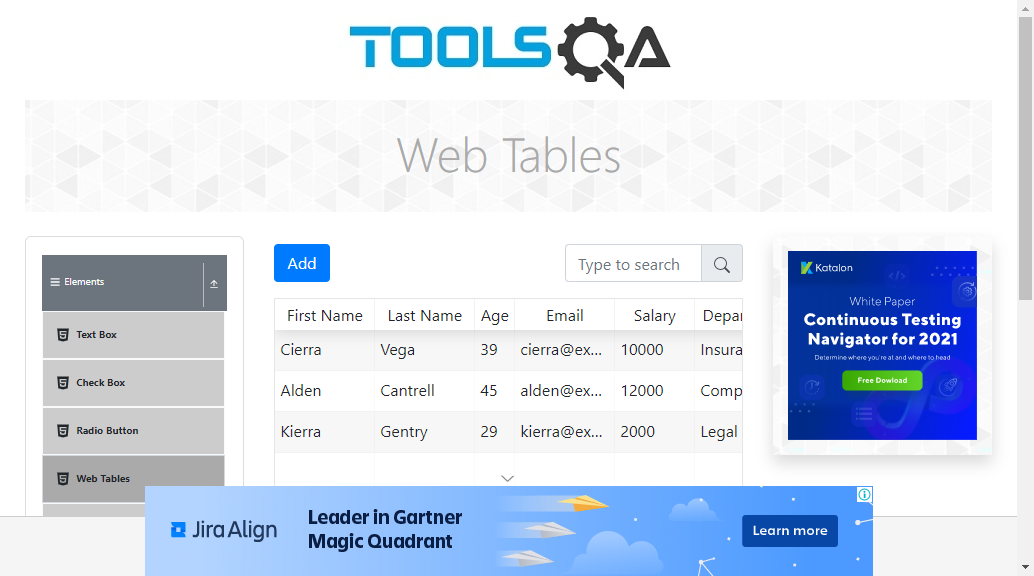 TOOLSQA
Web Tables
Elements
Text Box
Check Box
Radio Button
Web Tables
Add
Type to search
First Name Last Name Age Email Salary Depar
Cierra Vega 39 cierra@ex... 10000 Insura
Alden Cantrell 45 alden@ex... 12000 Comp
Kierra Gentry 29 kierra@ex... 2000 Legal
Katalon
White Paper
Continuous Testing
Navigator for 2021
Determine where you're at and where to head
Free Dowload
Jira Align
Leader in Gartner
Magic Quadrant
Learn more